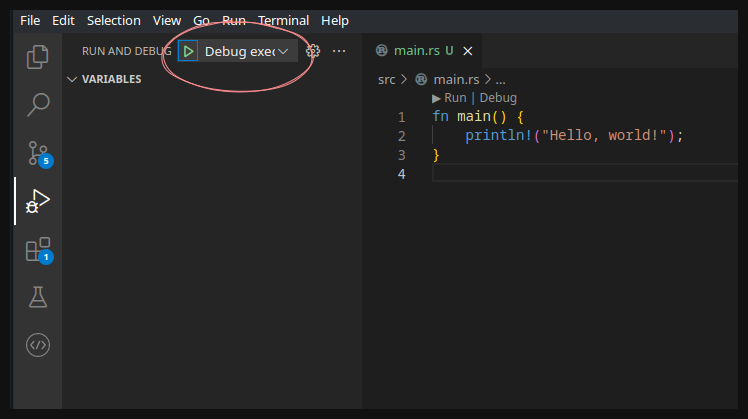 File Edit Selection View Go Run Terminal Help
RUN AND DEBUG Debug exec
VARIABLES
main.rs U
src > main.rs > ...
Run | Debug
1 fn main() {
2 println!("Hello, world!");
3 }
4
5
1